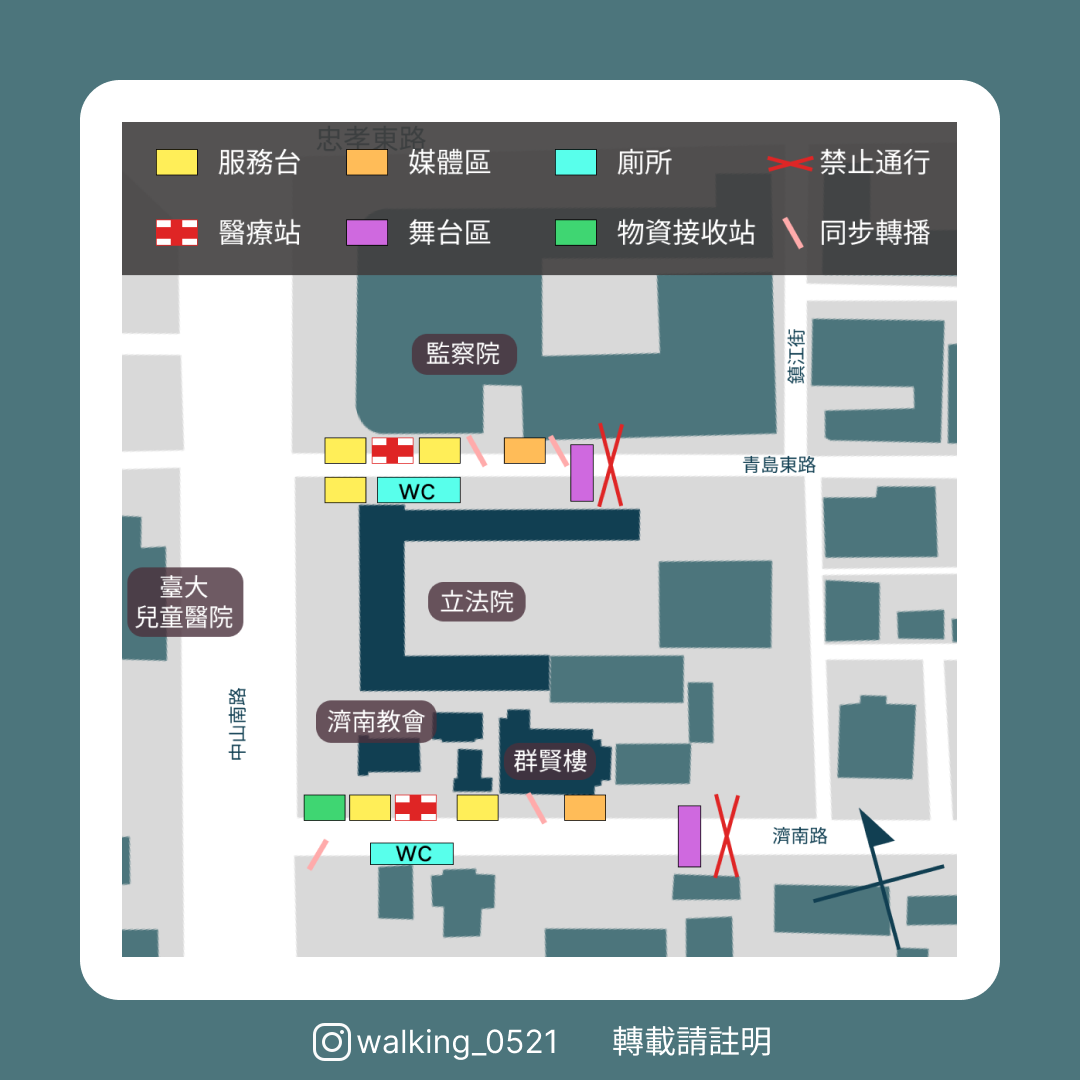 忠孝東路
服務台
媒體區
廁所
禁止通行
醫療站
舞台區
物資接收站
同步轉播
監察院
鎮江街
青島東路
WC
臺大
兒童醫院
立法院
中山南路
濟南教會
群賢樓
濟南路
WC
walking_0521
轉載請註明